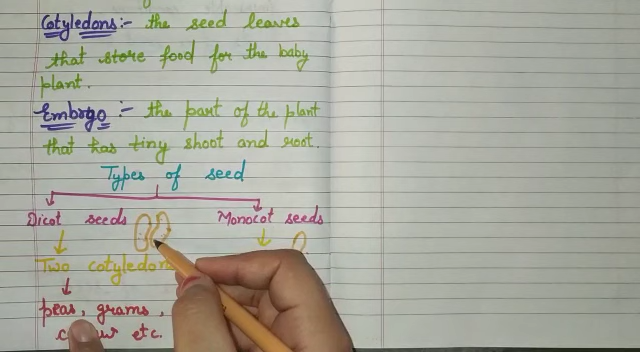 Cotyledons:- the seed leaves
that store food for the baby
plant.
Embryo:- the part of the plant
that has tiny shoot and root.
Types of seed
Dicot seeds
Monocot seeds
Two cotyledon
peas, grams,
etc.